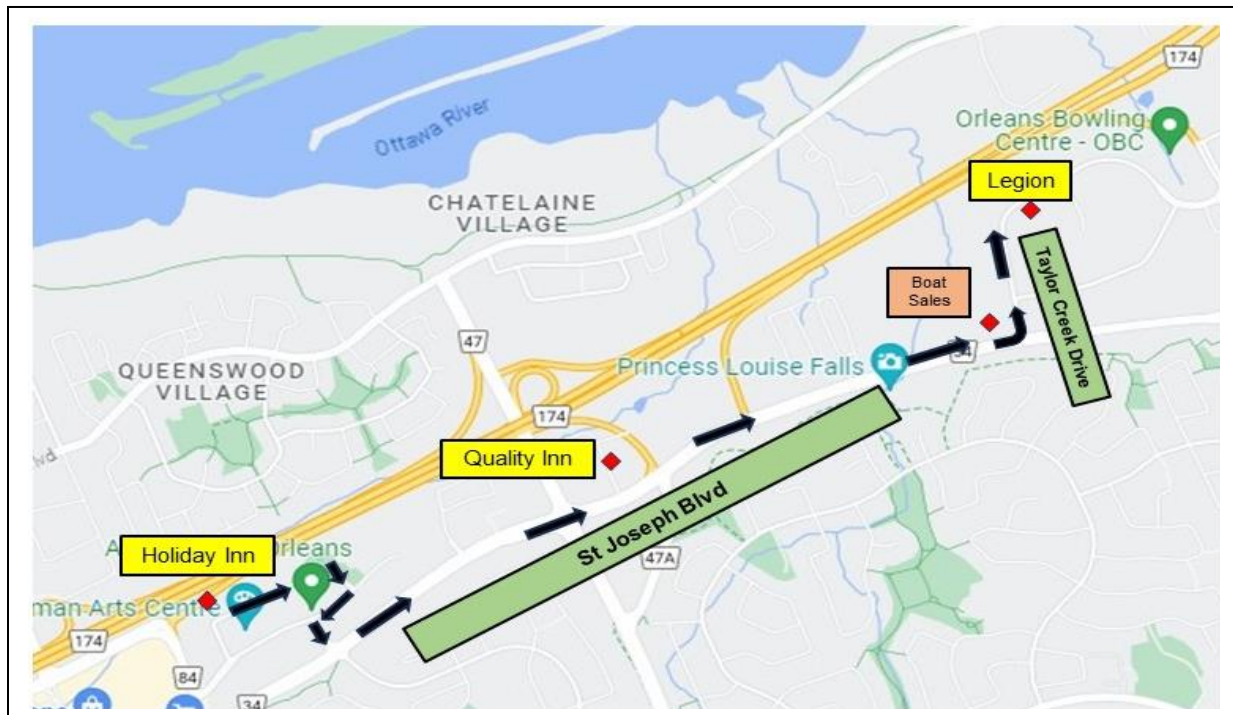 174
Ottawa River
Orleans Bowling
Centre - OBC
Legion
CHATELAINE
VILLAGE
Taylor Creek Drive
Boat
Sales
47
34
Princess Louise Falls
QUEENSWOOD
VILLAGE
174
Quality Inn
St Joseph Blvd
47A
Holiday Inn
Orleans
man Arts Centre
174
84
34